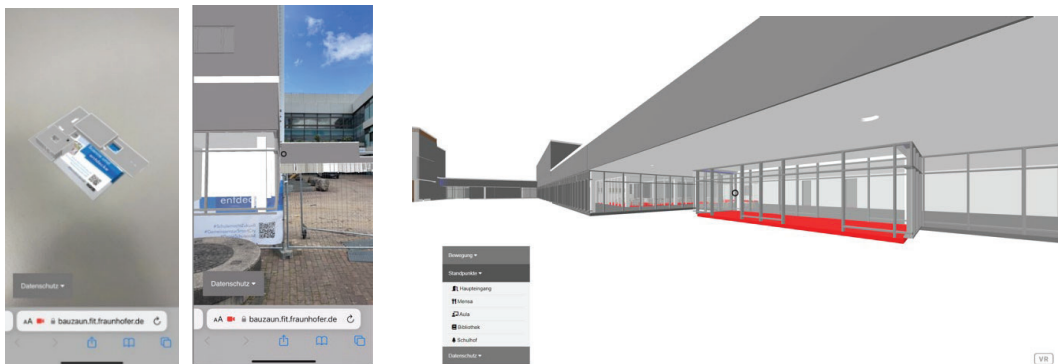 Datenschutz
AA bauzaun.fit.fraunhofer.de
entdec
Datenschutz
AA bauzaun.fit.fraunhofer.de
Bewegung
Standpunkte
Haupteingang
Mensa
Aula
Bibliothek
Schulhof
Datenschutz
VR